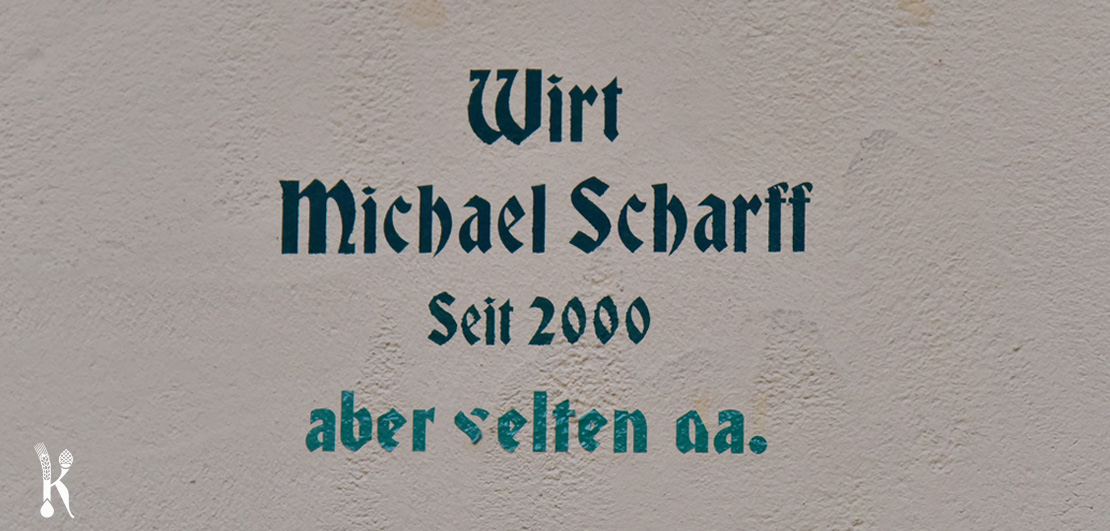 Wirt
Michael Scharff
Seit 2000
aber selten da.
K